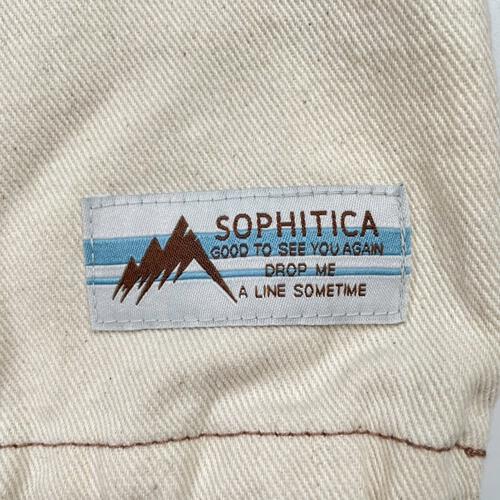 SOPHITICA
GOOD TO SEE YOU AGAIN
DROP ME
A LINE SOMETIME